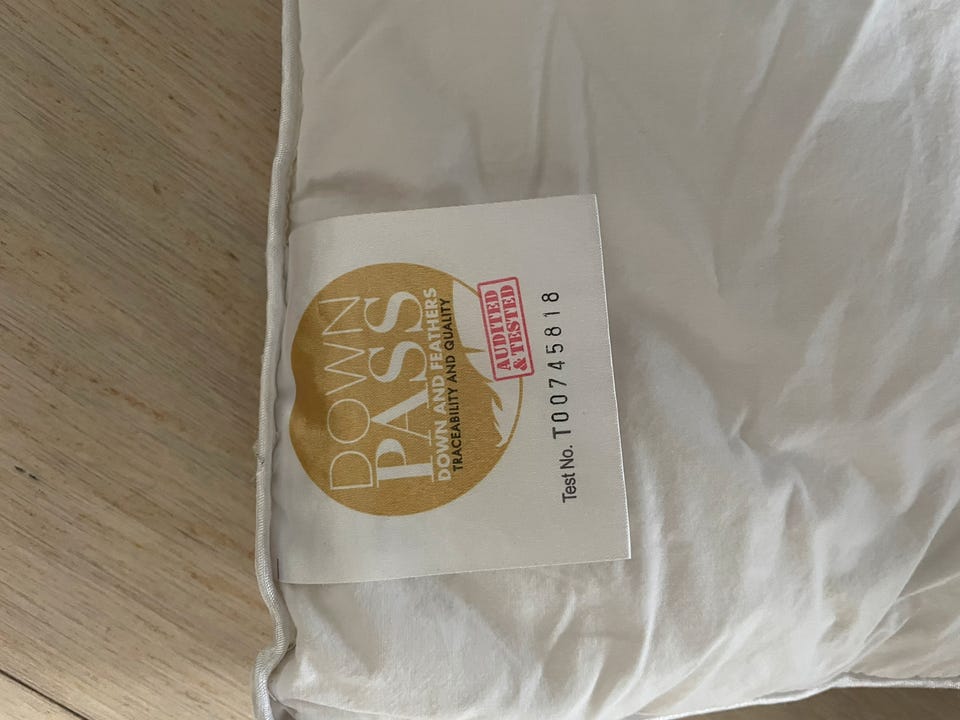 DOWN
PASS
DOWN AND FEATHERS
TRACEABILITY AND QUALITY
AUDITED
& TESTED
Test No. T00745818